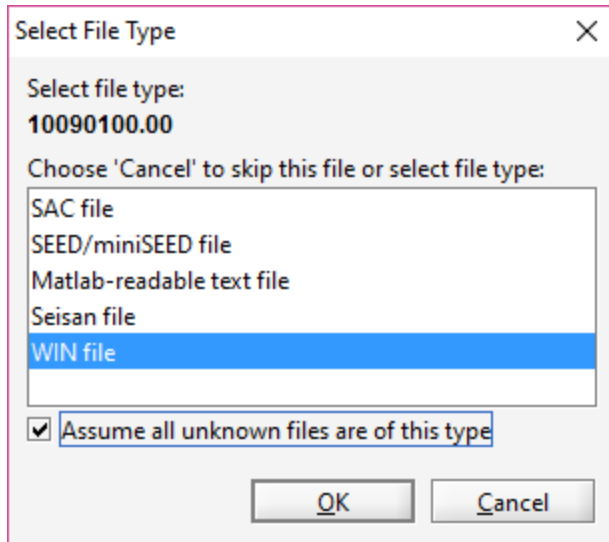 Select File Type
Select file type:
10090100.00
Choose 'Cancel' to skip this file or select file type:
SAC file
SEED/miniSEED file
Matlab-readable text file
Seisan file
WIN file
Assume all unknown files are of this type
OK
Cancel